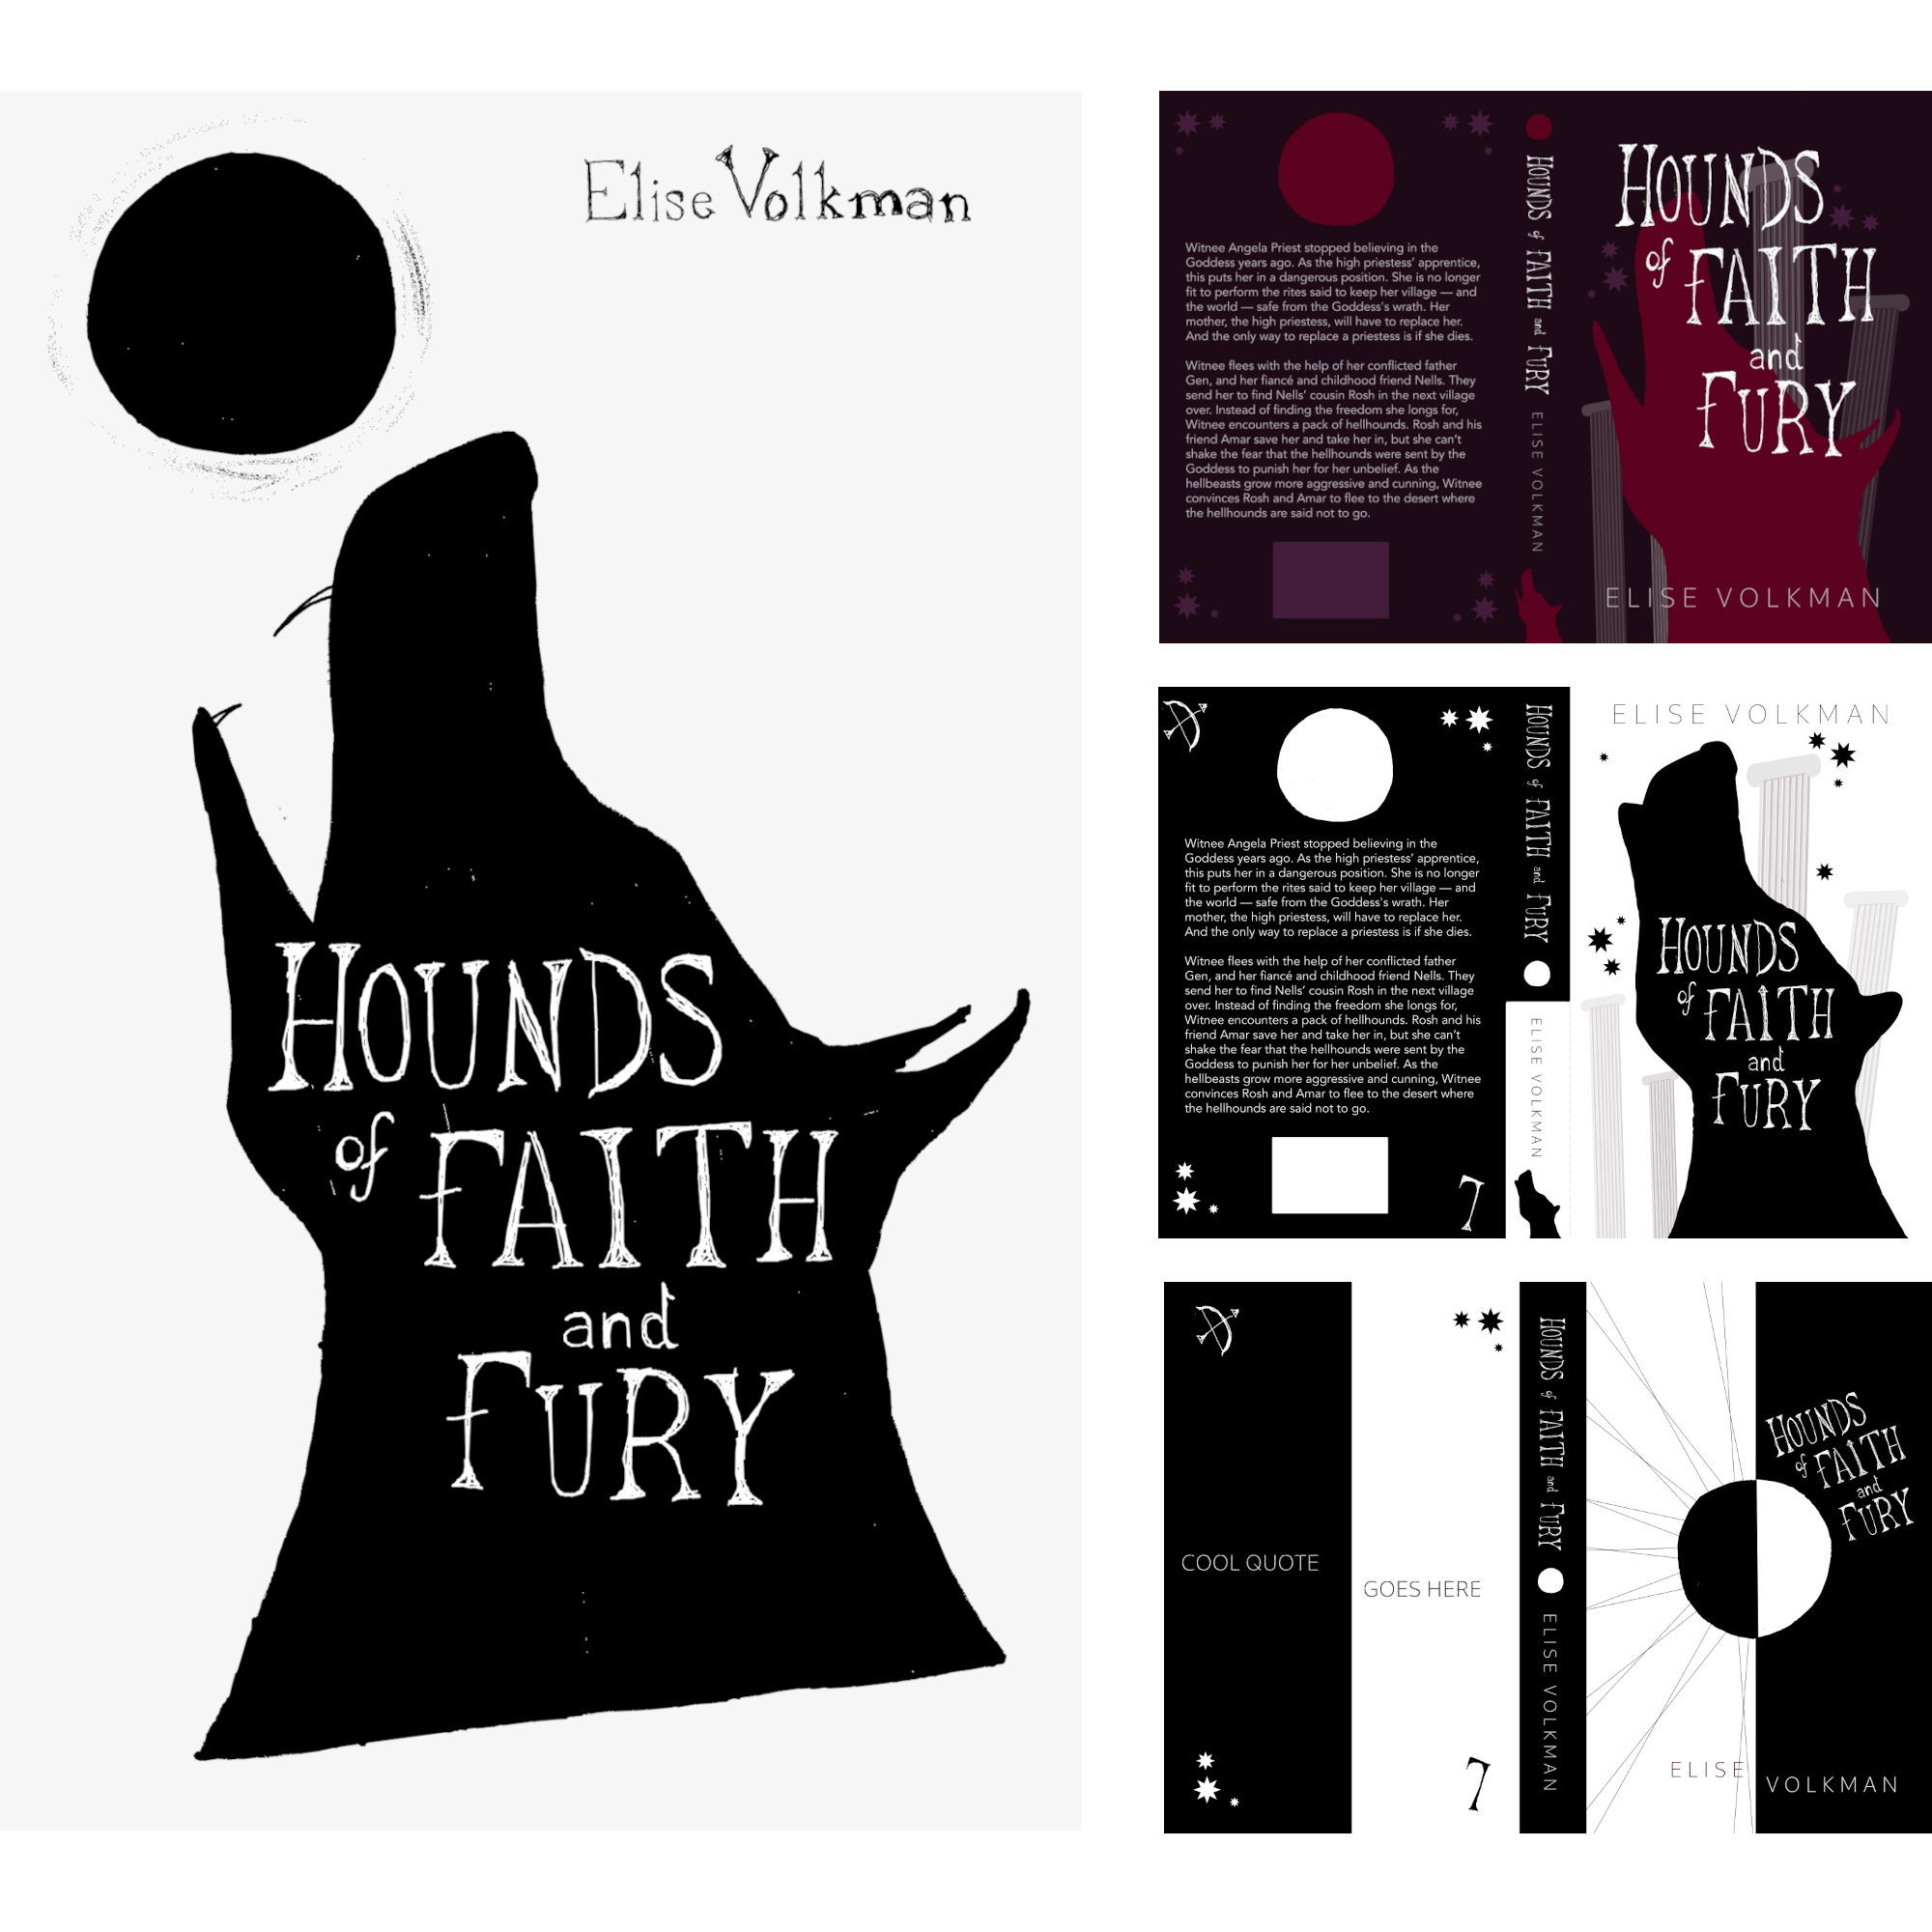 Elise Volkman
HOUNDS
of FAITH
and
FURY
Witnee Angela Priest stopped believing in the
Goddess years ago. As the high priestess' apprentice,
this puts her in a dangerous position. She is no longer
fit to perform the rites said to keep her village — and
the world — safe from the Goddess's wrath. Her
mother, the high priestess, will have to replace her.
And the only way to replace a priestess is if she dies.
Witnee flees with the help of her conflicted father
Gen, and her fiancé and childhood friend Nells. They
send her to find Nells' cousin Rosh in the next village
over. Instead of finding the freedom she longs for,
Witnee encounters a pack of hellhounds. Rosh and his
friend Amar save her and take her in, but she can't
shake the fear that the hellhounds were sent by the
Goddess to punish her for her unbelief. As the
hellbeasts grow more aggressive and cunning, Witnee
convinces Rosh and Amar to flee to the desert where
the hellhounds are said not to go.
HOUNDS of FAITH and FURY ELISE VOLKMAN
HOUNDS
of FAITH
and
FURY
ELISE VOLKMAN
Witnee Angela Priest stopped believing in the
Goddess years ago. As the high priestess' apprentice,
this puts her in a dangerous position. She is no longer
fit to perform the rites said to keep her village — and
the world — safe from the Goddess's wrath. Her
mother, the high priestess, will have to replace her.
And the only way to replace a priestess is if she dies.
Witnee flees with the help of her conflicted father
Gen, and her fiancé and childhood friend Nells. They
send her to find Nells' cousin Rosh in the next village
over. Instead of finding the freedom she longs for,
Witnee encounters a pack of hellhounds. Rosh and his
friend Amar save her and take her in, but she can't
shake the fear that the hellhounds were sent by the
Goddess to punish her for her unbelief. As the
hellbeasts grow more aggressive and cunning, Witnee
convinces Rosh and Amar to flee to the desert where
the hellhounds are said not to go.
7
HOUNDS of FAITH and FURY
ELISE VOLKMAN
ELISE VOLKMAN
HOUNDS
of FAITH
and
FURY
COOL QUOTE
GOES HERE
7
HOUNDS of FAITH and FURY ELISE VOLKMAN
HOUNDS
of FAITH
and
FURY
ELISE VOLKMAN